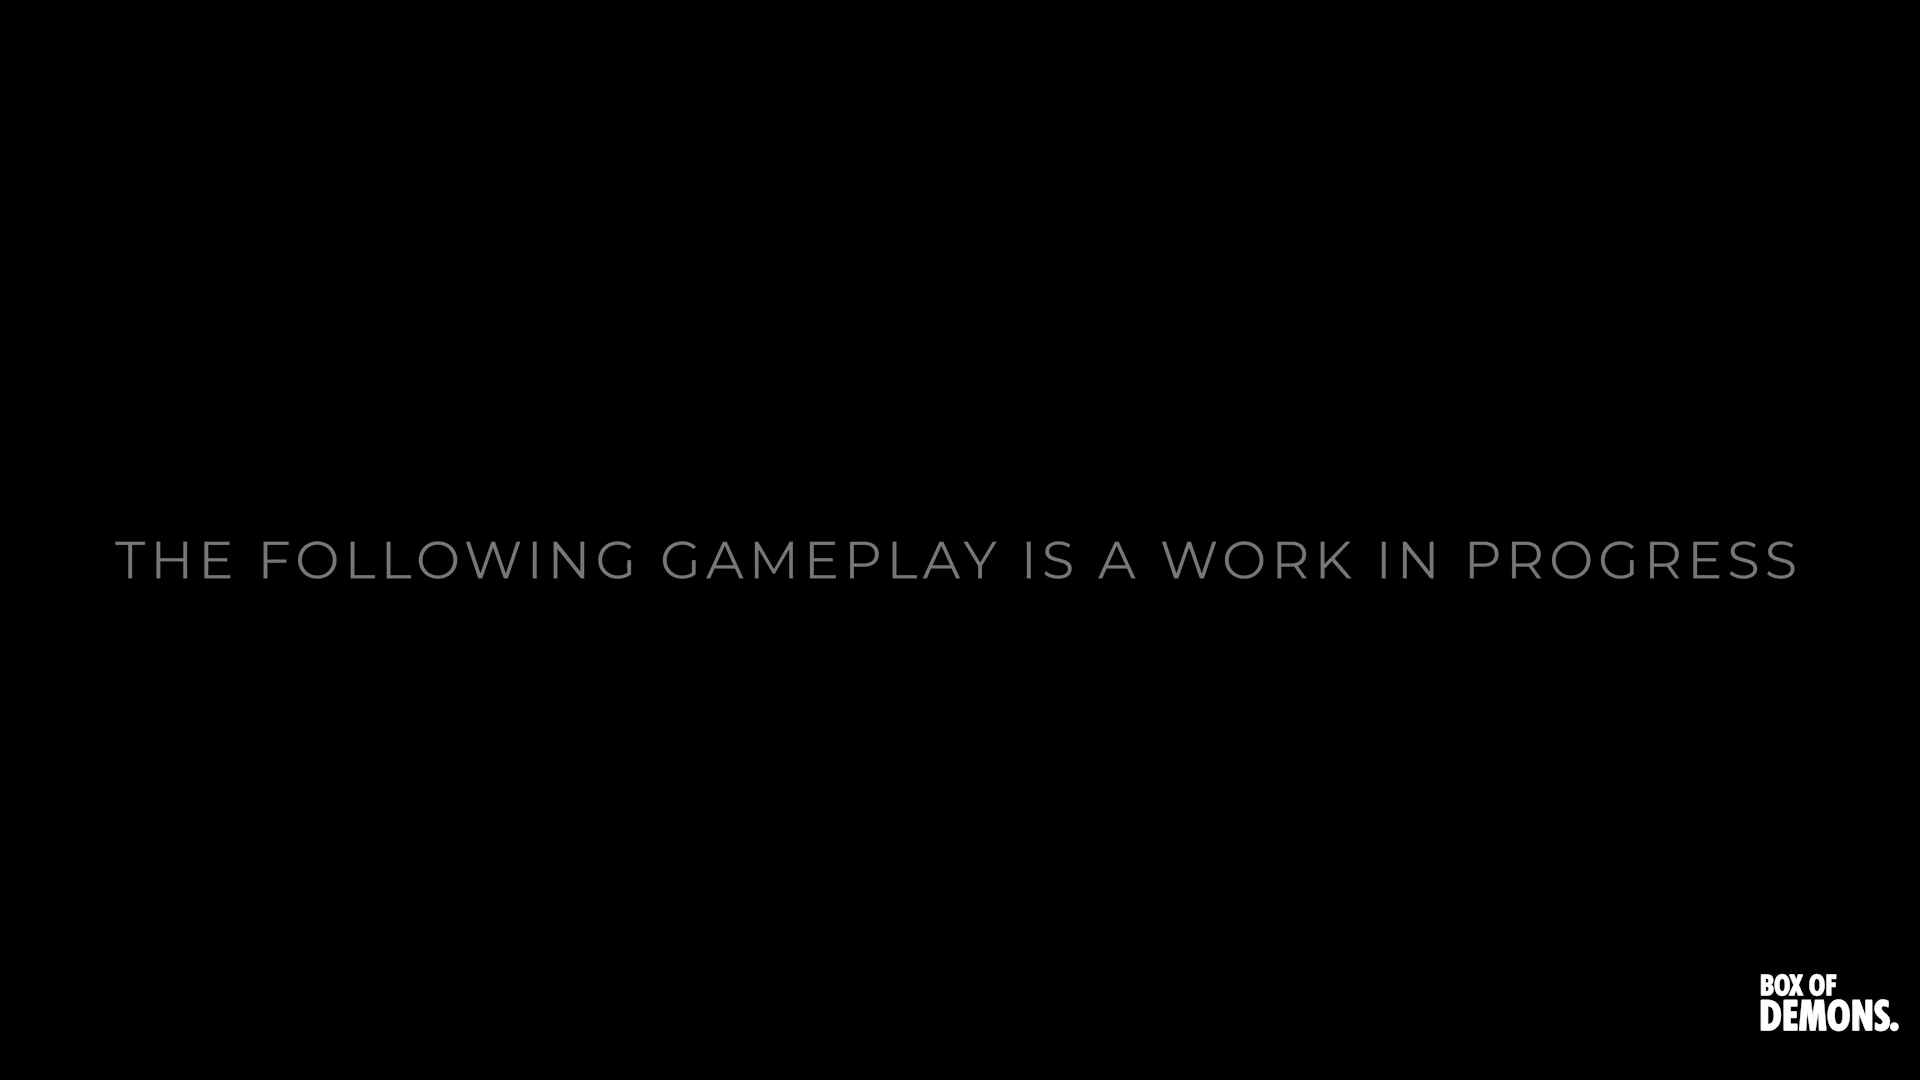 THE FOLLOWING GAMEPLAY IS A WORK IN PROGRESS
BOX OF
DEMONS.